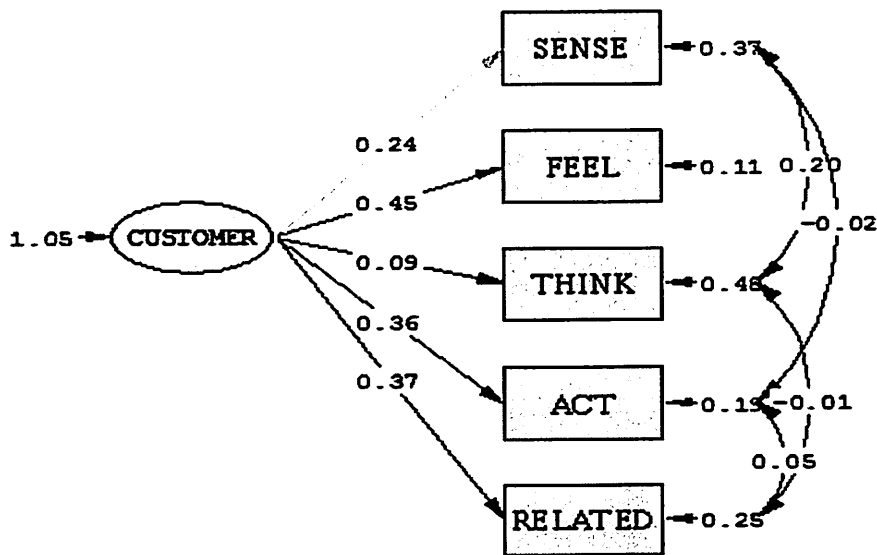 SENSE
0.37
0.24
FEEL
0.11
0.20
0.45
-0.02
1.05
CUSTOMER
0.09
THINK
0.48
0.36
0.37
ACT
0.19
-0.01
0.05
RELATED
0.25